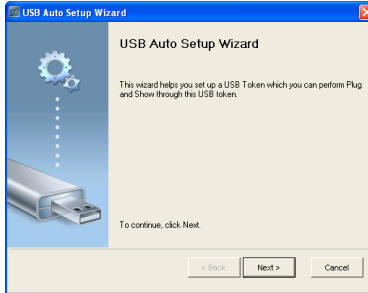 USB Auto Setup Wizard
USB Auto Setup Wizard
This wizard helps you set up a USB Token which you can perform Plug
and Show through this USB token.
To continue, click Next.
< Back
Next >
Cancel